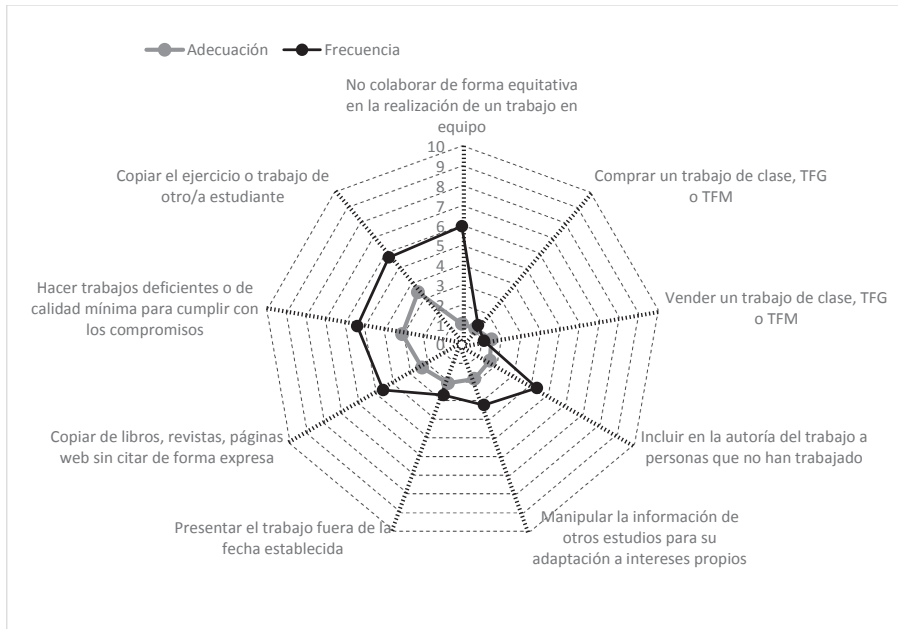 Adecuación
Frecuencia
No colaborar de forma equitativa
en la realización de un trabajo en
equipo
Comprar un trabajo de clase, TFG
o TFM
Vender un trabajo de clase, TFG
o TFM
Incluir en la autoría del trabajo a
personas que no han trabajado
Manipular la información de
otros estudios para su
adaptación a intereses propios
Presentar el trabajo fuera de la
fecha establecida
Copiar de libros, revistas, páginas
web sin citar de forma expresa
Hacer trabajos deficientes o de
calidad mínima para cumplir con
los compromisos
Copiar el ejercicio o trabajo de
otro/a estudiante
10
9
8
7
6
5
4
3
2
1
0